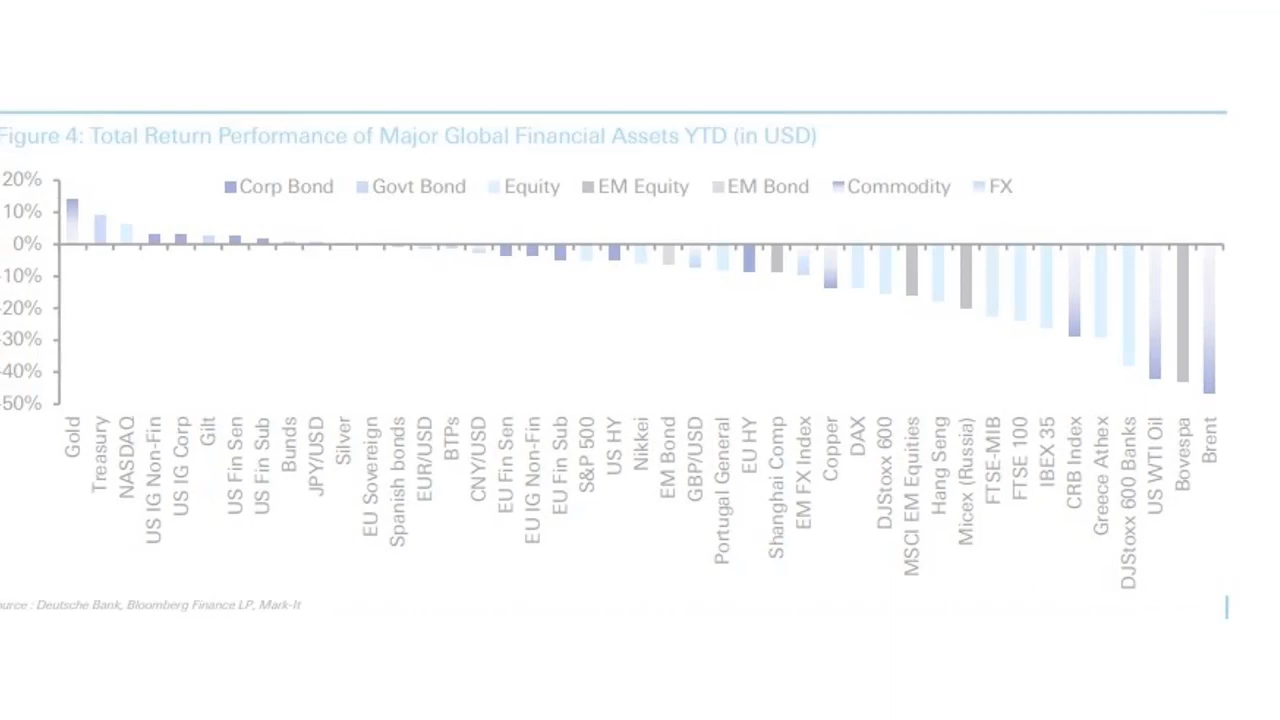 Figure 4: Total Return Performance of Major Global Financial Assets YTD (in USD)
Corp Bond Govt Bond Equity EM Equity EM Bond Commodity FX
20%
10%
0%
-10%
-20%
-30%
-40%
-50%
Gold
Treasury
NASDAQ
US IG Non-Fin
US IG Corp
Gilt
US Fin Sen
US Fin Sub
Bunds
JPY/USD
Silver
EU Sovereign
Spanish bonds
EUR/USD
BTPs
CNY/USD
EU Fin Sen
EU IG Non-Fin
EU Fin Sub
S&P 500
US HY
Nikkei
EM Bond
GBP/USD
Portugal General
EU HY
Shanghai Comp
EM FX Index
Copper
DAX
DJStoxx 600
MSCI EM Equities
Hang Seng
Micex (Russia)
FTSE-MIB
FTSE 100
IBEX 35
CRB Index
Greece Athex
DJStoxx 600 Banks
US WTI Oil
Bovespa
Brent
ource : Deutsche Bank, Bloomberg Finance LP, Mark-It